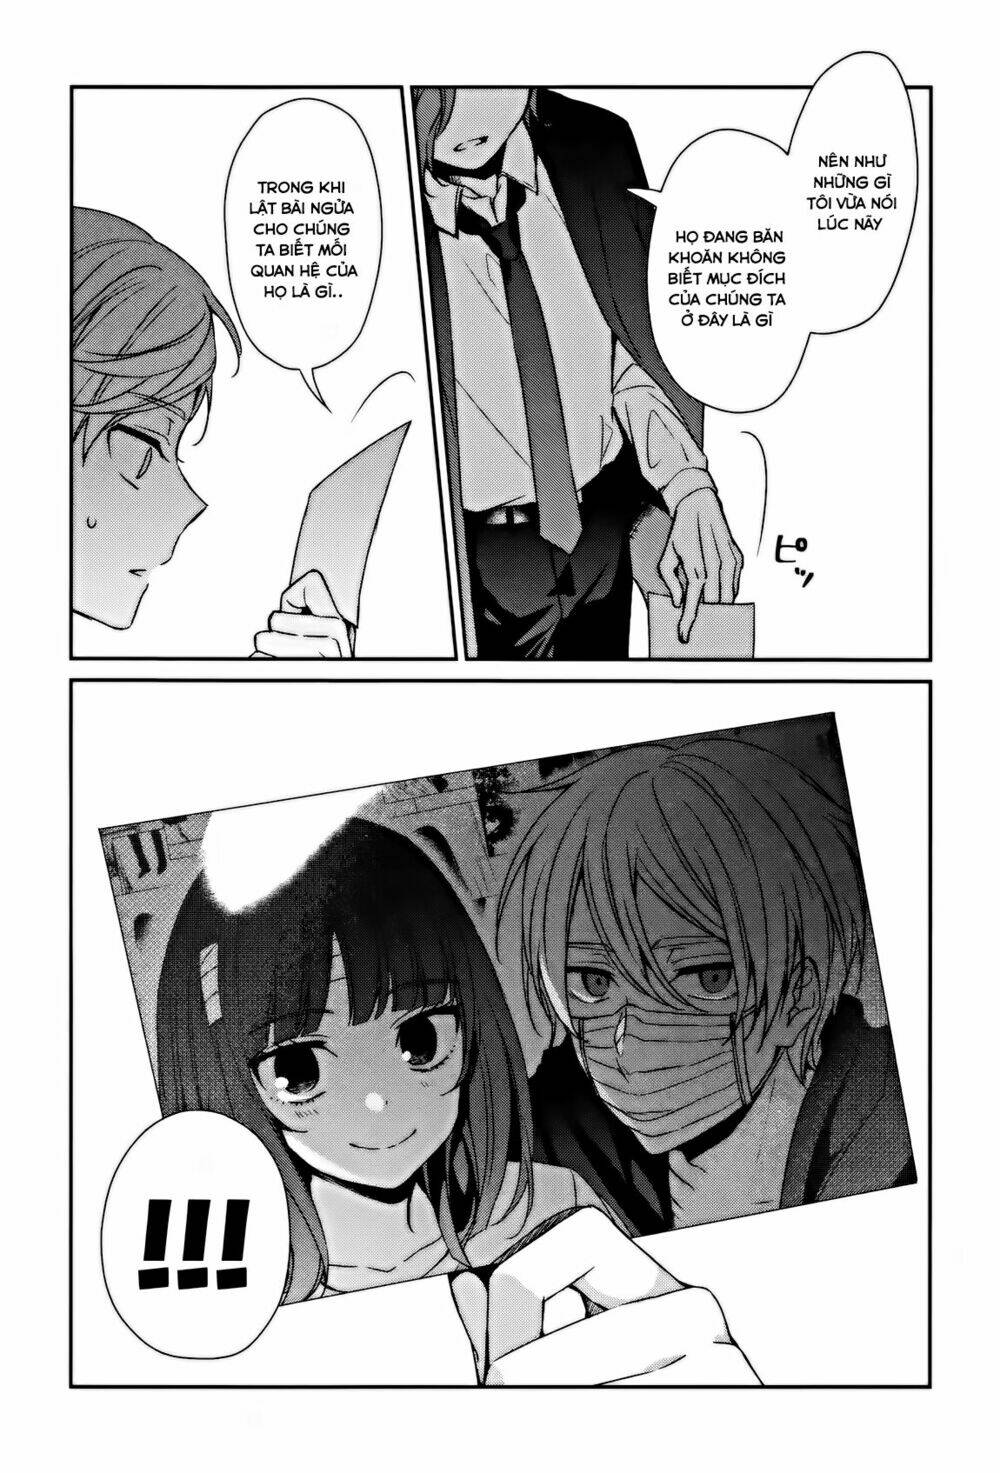 NÊN NHƯ
NHỮNG GÌ
TÔI VỪA NÓI
LÚC NÃY
HỌ ĐANG BĂN
KHOĂN KHÔNG
BIẾT MỤC ĐÍCH
CỦA CHÚNG TA
Ở ĐÂY LÀ GÌ
ピッ
TRONG KHI
LẬT BÀI NGỬA
CHO CHÚNG
TA BIẾT MỐI
QUAN HỆ CỦA
HỌ LÀ GÌ..
!!!